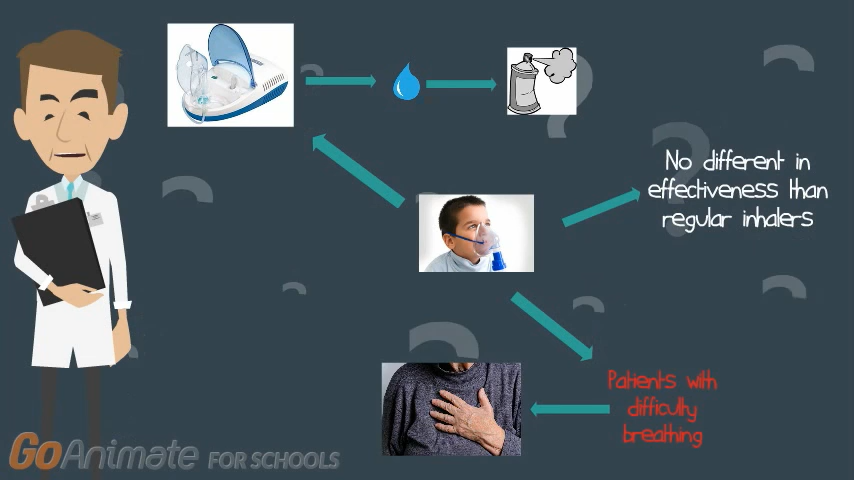 No different in
effectiveness than
regular inhalers
Patients with
difficulty
breathing
GoAnimate FOR SCHOOLS